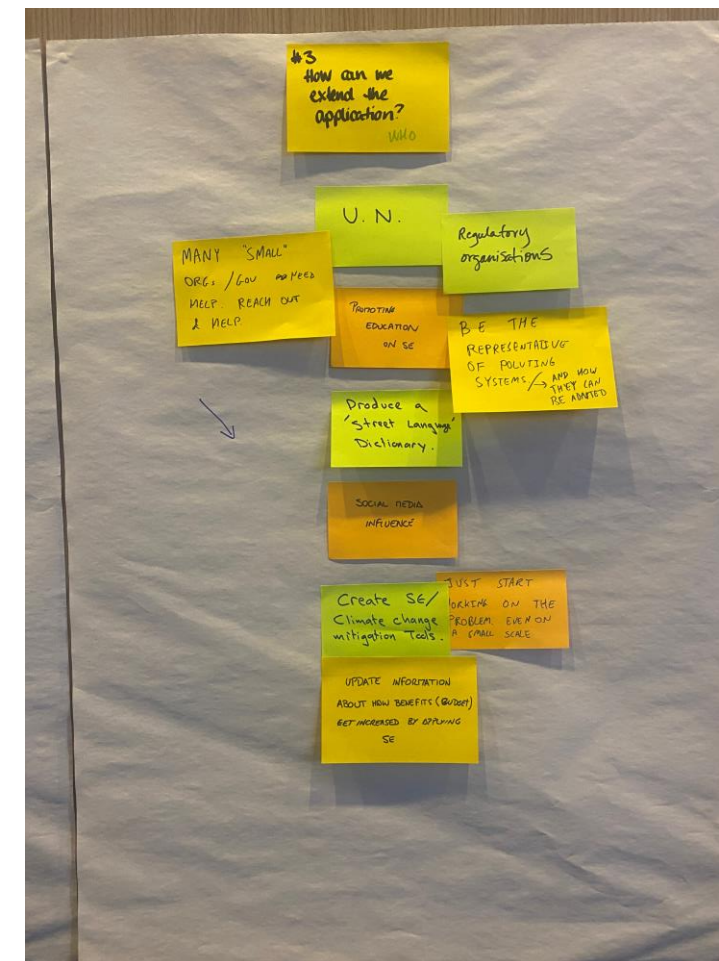 #3
How can we
extend the
application?
WHO
U.N.
Regulatory
organisations
MANY "SMALL"
ORGs /GOV NEED
HELP. REACH OUT
& HELP.
PROMOTING
EDUCATION
ON SE
BE THE
REPRESENTATIVE
OF POLUTING
SYSTEMS/→ AND HOW
THEY CAN
BE ADAPTED
Produce a
"street Language"
Dictionary.
SOCIAL MEDIA
INFLUENCE
Create SE/
Climate change
mitigation Tools.
JUST START
ORKING ON THE
PROBLEM. EVEN ON
A SMALL SCALE
UPDATE INFORMATION
ABOUT HOW BENEFITS (BUDGET)
GET INCREASED BY APPLYING
SE